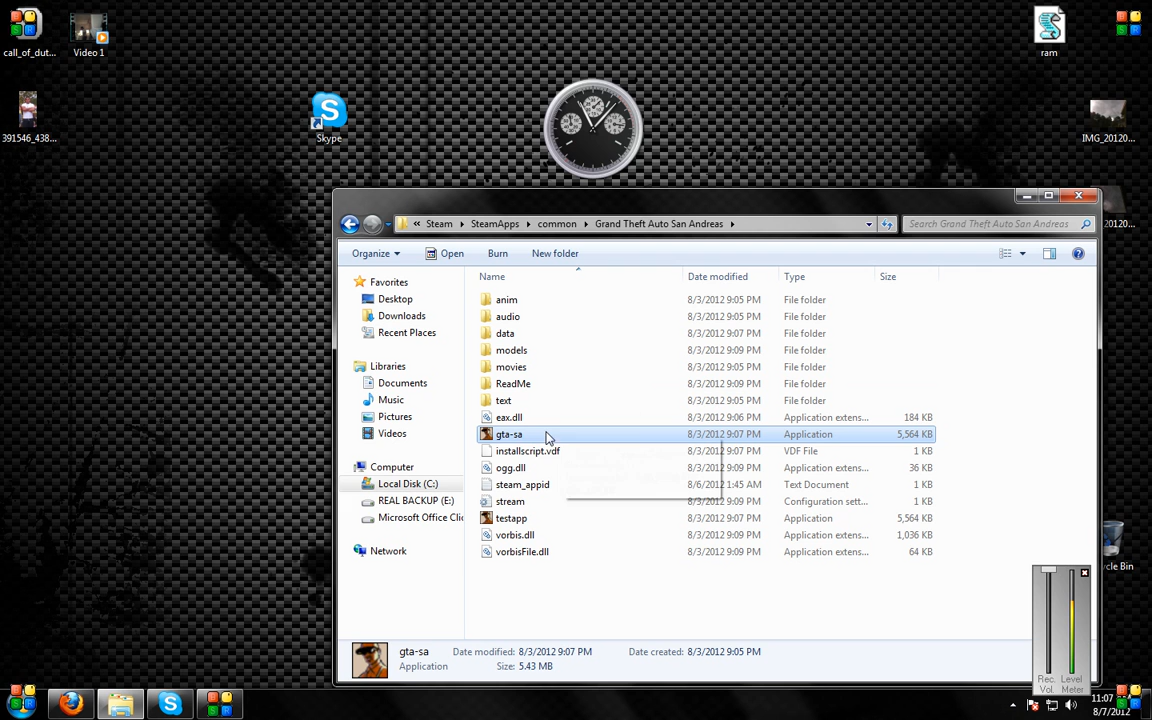 call_of_dut...
Video 1
ram
391546_438...
Skype
IMG_20120...
« Steam SteamApps common Grand Theft Auto San Andreas
Search Grand Theft Auto San Andreas
20120...
Organize Open Burn New folder
Name Date modified Type Size
Favorites
Desktop
Downloads
Recent Places
Libraries
Documents
Music
Pictures
Videos
Computer
Local Disk (C:)
REAL BACKUP (E:)
Microsoft Office Clic
Network
anim 8/3/2012 9:05 PM File folder
audio 8/3/2012 9:05 PM File folder
data 8/3/2012 9:07 PM File folder
models 8/3/2012 9:09 PM File folder
movies 8/3/2012 9:09 PM File folder
ReadMe 8/3/2012 9:09 PM File folder
text 8/3/2012 9:05 PM File folder
eax.dll 8/3/2012 9:06 PM Application extens... 184 KB
gta-sa 8/3/2012 9:07 PM Application 5,564 KB
installscript.vdf 8/3/2012 9:07 PM VDF File 1 KB
ogg.dll 8/3/2012 9:09 PM Application extens... 36 KB
steam_appid 8/6/2012 1:45 AM Text Document 1 KB
stream 8/3/2012 9:09 PM Configuration sett... 1 KB
testapp 8/3/2012 9:07 PM Application 5,564 KB
vorbis.dll 8/3/2012 9:09 PM Application extens... 1,036 KB
vorbisFile.dll 8/3/2012 9:09 PM Application extens... 64 KB
cycle Bin
gta-sa Date modified: 8/3/2012 9:07 PM Date created: 8/3/2012 9:05 PM
Application Size: 5.43 MB
Rec. Vol.
Level Meter
11:07
8/7/2012